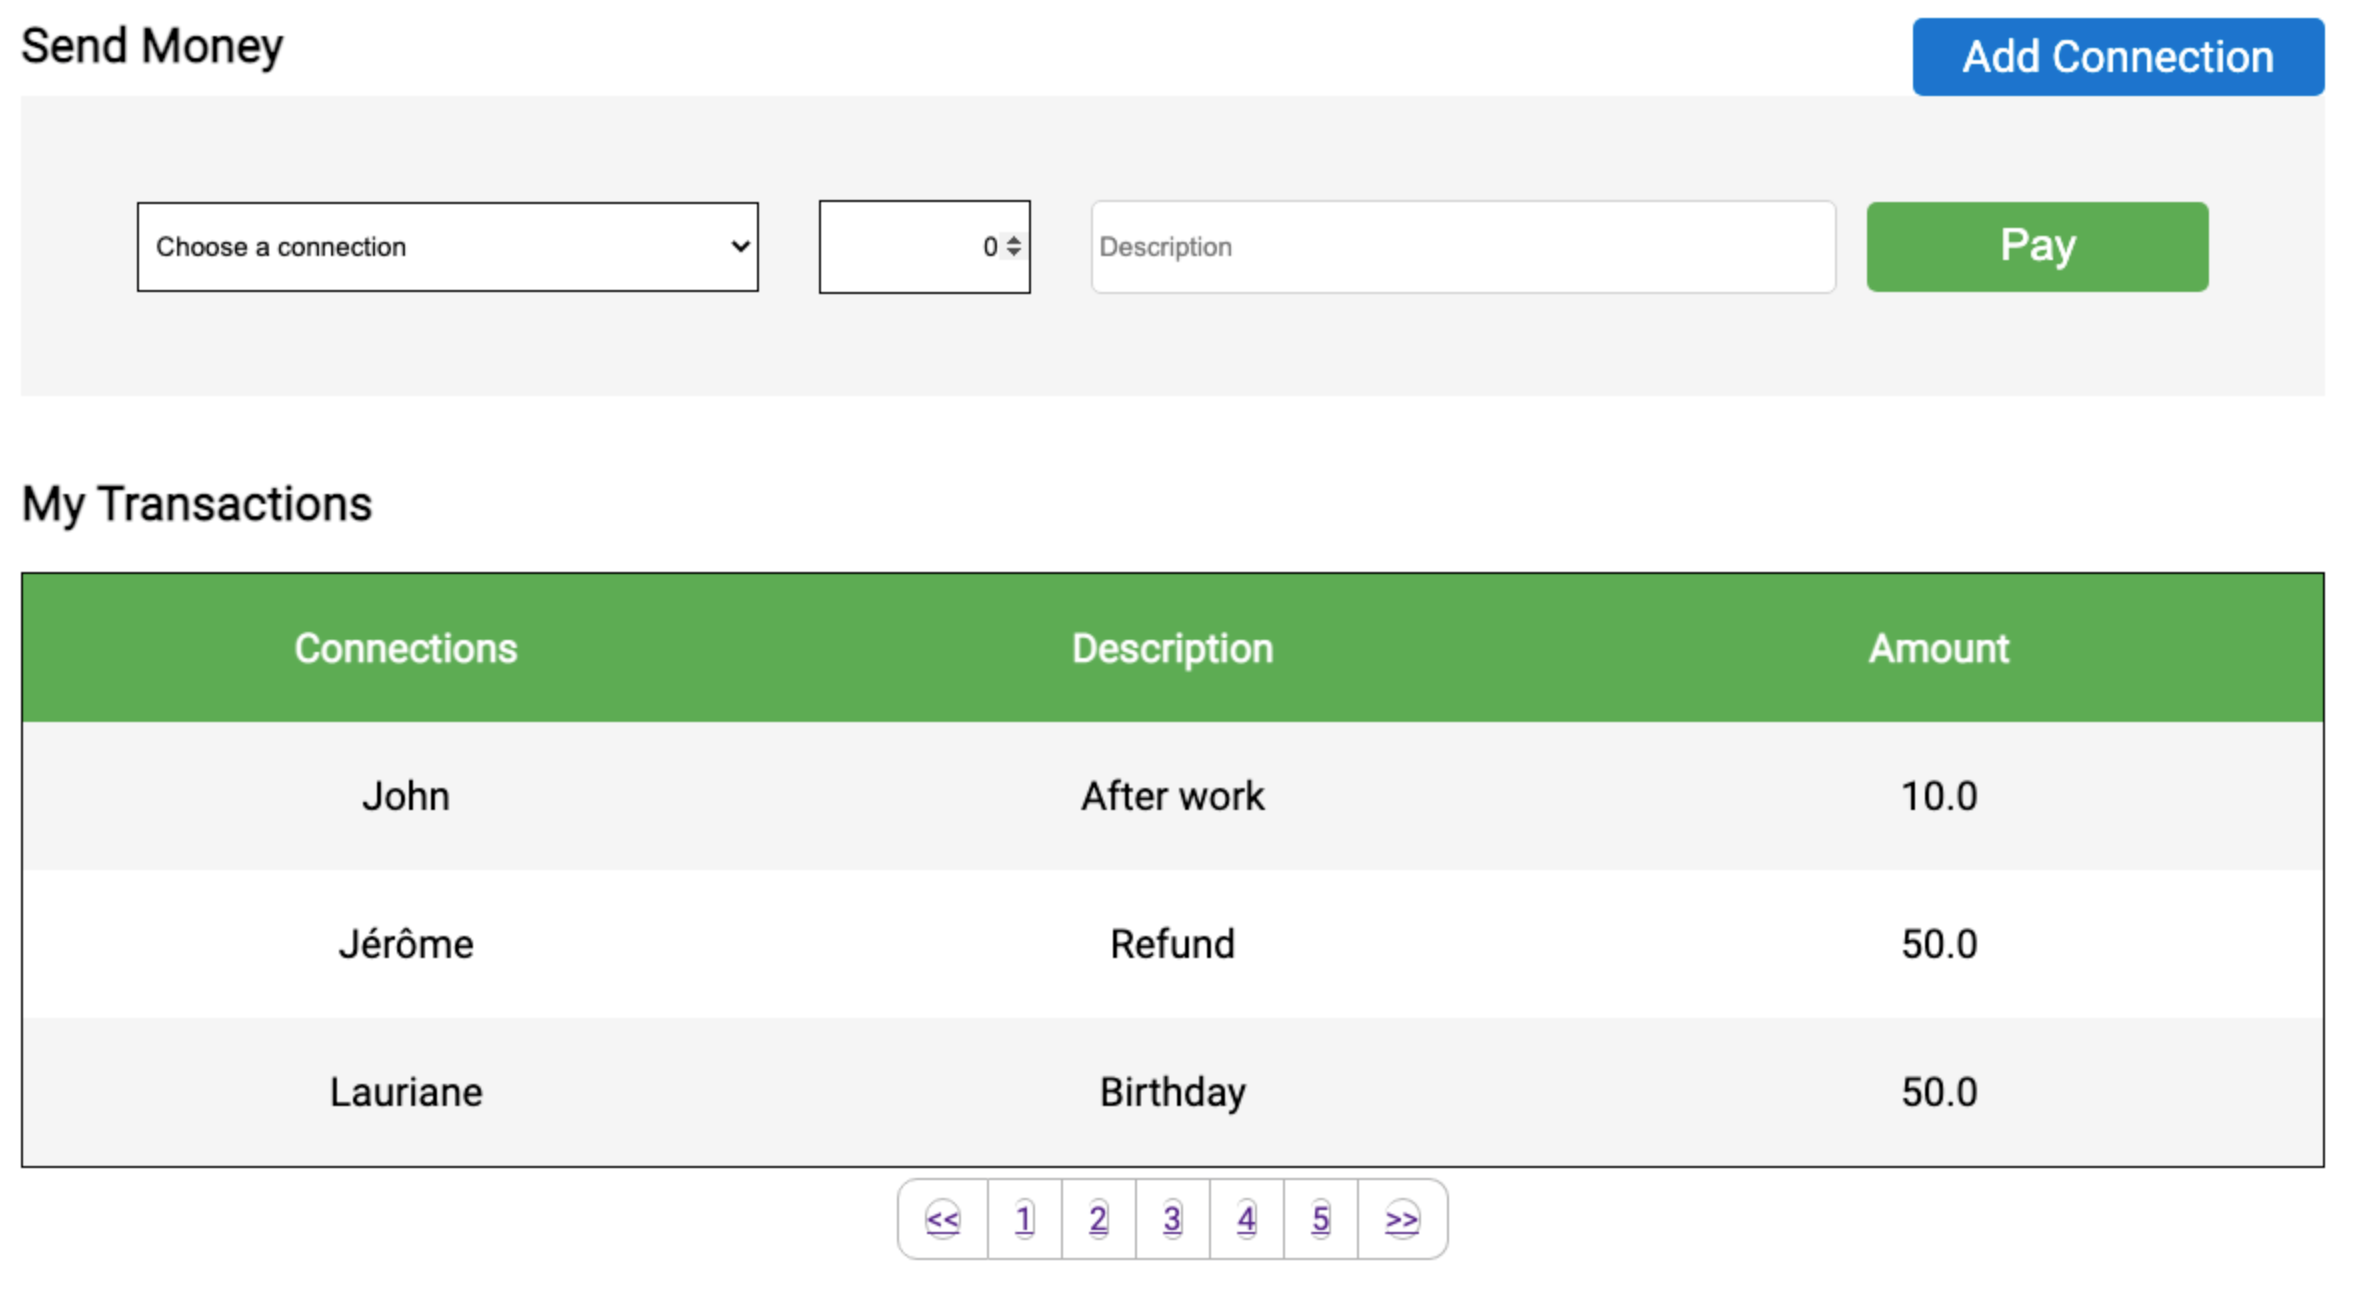 Send Money
Add Connection
Choose a connection 0 Description Pay
My Transactions
Connections Description Amount
John After work 10.0
Jérôme Refund 50.0
Lauriane Birthday 50.0
<< 1 2 3 4 5 >>